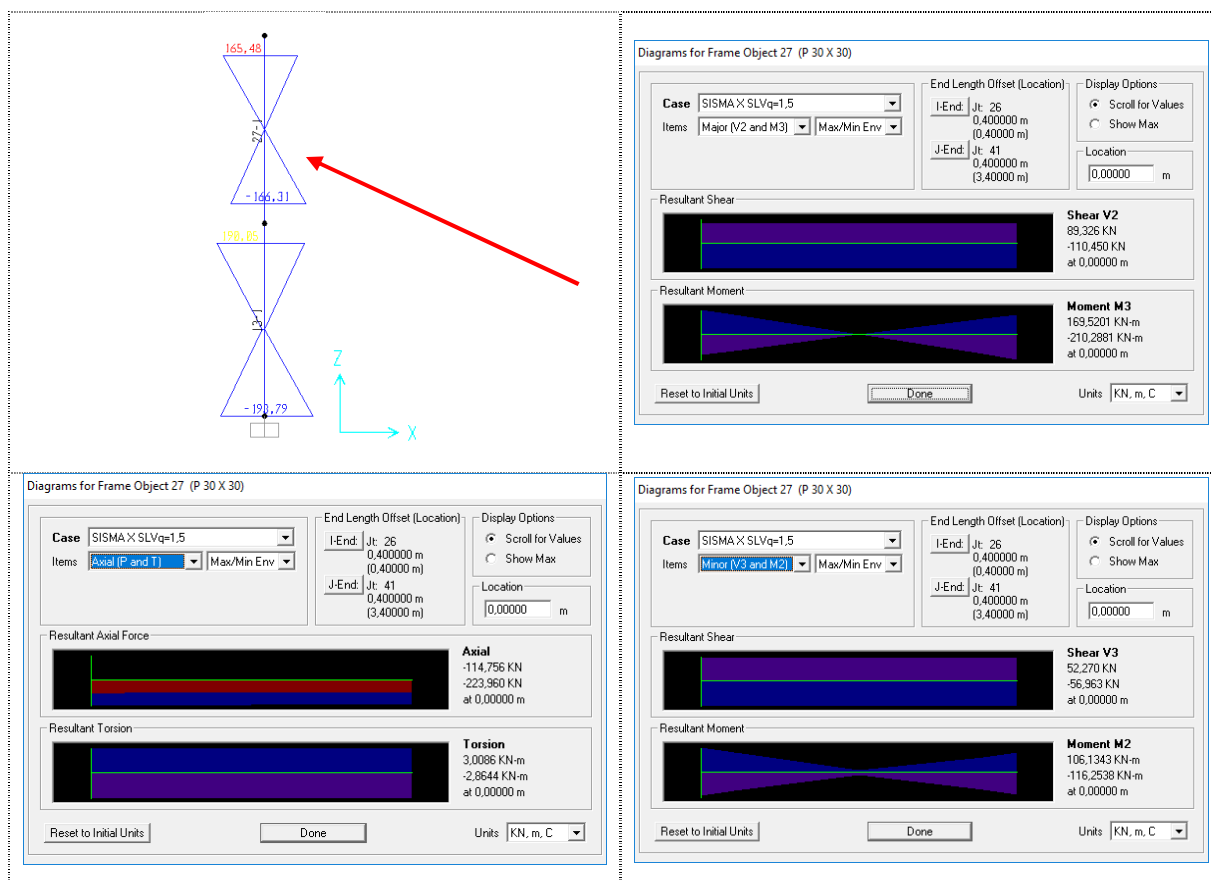 165,48
27-1
-166,31
190,05
13-1
-193,79
Z
X
Diagrams for Frame Object 27 (P 30 X 30)
Case SISMA X SLVq=1,5
Items Major (V2 and M3) Max/Min Env
End Length Offset (Location)
I-End: Jt: 26
0,400000 m
(0,40000 m)
J-End: Jt: 41
0,400000 m
(3,40000 m)
Display Options
Scroll for Values
Show Max
Location
0,00000 m
Resultant Shear
Shear V2
89,326 KN
-110,450 KN
at 0,00000 m
Resultant Moment
Moment M3
169,5201 KN-m
-210,2881 KN-m
at 0,00000 m
Reset to Initial Units
Done
Units KN, m, C
Diagrams for Frame Object 27 (P 30 X 30)
Case SISMA X SLVq=1,5
Items Axial (P and T) Max/Min Env
End Length Offset (Location)
I-End: Jt: 26
0,400000 m
(0,40000 m)
J-End: Jt: 41
0,400000 m
(3,40000 m)
Display Options
Scroll for Values
Show Max
Location
0,00000 m
Resultant Axial Force
Axial
-114,756 KN
-223,960 KN
at 0,00000 m
Resultant Torsion
Torsion
3,0086 KN-m
-2,8644 KN-m
at 0,00000 m
Reset to Initial Units
Done
Units KN, m, C
Diagrams for Frame Object 27 (P 30 X 30)
Case SISMA X SLVq=1,5
Items Minor (V3 and M2) Max/Min Env
End Length Offset (Location)
I-End: Jt: 26
0,400000 m
(0,40000 m)
J-End: Jt: 41
0,400000 m
(3,40000 m)
Display Options
Scroll for Values
Show Max
Location
0,00000 m
Resultant Shear
Shear V3
52,270 KN
-56,963 KN
at 0,00000 m
Resultant Moment
Moment M2
106,1343 KN-m
-116,2538 KN-m
at 0,00000 m
Reset to Initial Units
Done
Units KN, m, C